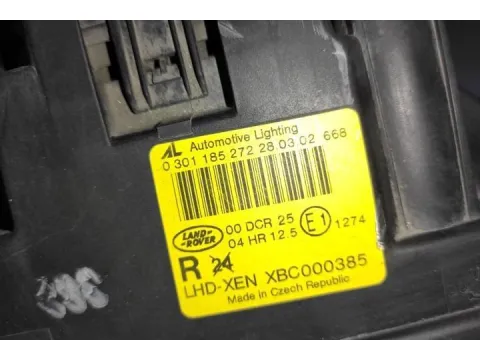 AL Automotive Lighting
0 301 185 272 28 03 02 668
LAND-
ROVER
00 DCR 25
04 HR 12.5
E1
1274
R 24
LHD-XEN XBC000385
Made in Czech Republic